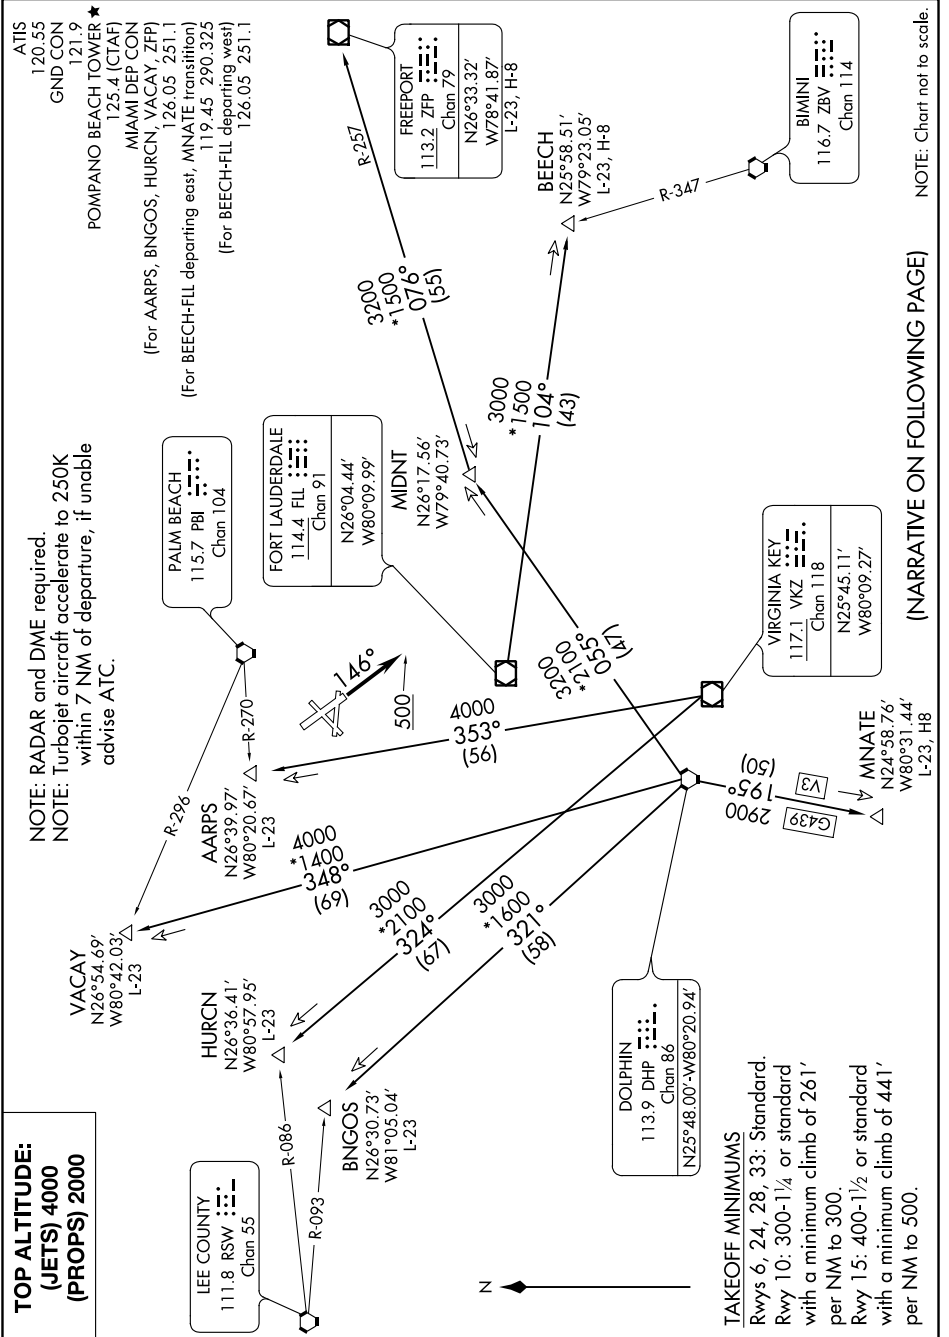 TOP ALTITUDE:
(JETS) 4000
(PROPS) 2000
NOTE: RADAR and DME required.
NOTE: Turbojet aircraft accelerate to 250K
within 7 NM of departure, if unable
advise ATC.
ATIS
120.55
GND CON
121.9
POMPANO BEACH TOWER ★
125.4 (CTAF)
MIAMI DEP CON
(For AARPS, BNGOS, HURCN, VACAY, ZFP)
126.05 251.1
(For BEECH-FLL departing east, MNATE transititon)
119.45 290.325
(For BEECH-FLL departing west)
126.05 251.1
VACAY
N26°54.69'
W80°42.03'
L-23
R-296
PALM BEACH
115.7 PBI
Chan 104
R-270
AARPS
N26°39.97'
W80°20.67'
L-23
HURCN
N26°36.41'
W80°57.95'
L-23
LEE COUNTY
111.8 RSW
Chan 55
R-086
R-093
BNGOS
N26°30.73'
W81°05.04'
L-23
146°
500
FORT LAUDERDALE
114.4 FLL
Chan 91
N26°04.44'
W80°09.99'
MIDNT
N26°17.56'
W79°40.73'
3200
*1500
076°
(55)
R-257
FREEPORT
113.2 ZFP
Chan 79
N26°33.32'
W78°41.87'
L-23, H-8
4000
*1400
348°
(69)
4000
353°
(56)
3000
*2100
324°
(67)
3000
*1600
321°
(58)
3200
*2100
055°
(47)
3000
*1500
104°
(43)
BEECH
N25°58.51'
W79°23.05'
L-23, H-8
R-347
BIMINI
116.7 ZBV
Chan 114
DOLPHIN
113.9 DHP
Chan 86
N25°48.00'-W80°20.94'
VIRGINIA KEY
117.1 VKZ
Chan 118
N25°45.11'
W80°09.27'
2900
195°
(50)
G439
V3
MNATE
N24°58.76'
W80°31.44'
L-23, H8
N
TAKEOFF MINIMUMS
Rwys 6, 24, 28, 33: Standard.
Rwy 10: 300-1¼ or standard
with a minimum climb of 261'
per NM to 300.
Rwy 15: 400-1½ or standard
with a minimum climb of 441'
per NM to 500.
(NARRATIVE ON FOLLOWING PAGE)
NOTE: Chart not to scale.